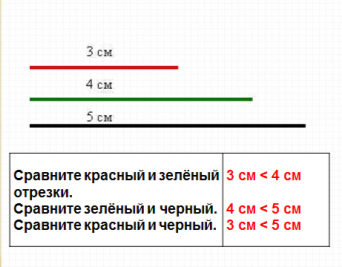 3 см
4 см
5 см
Сравните красный и зелёный 3 см < 4 см
отрезки.
Сравните зелёный и черный. 4 см < 5 см
Сравните красный и черный. 3 см < 5 см